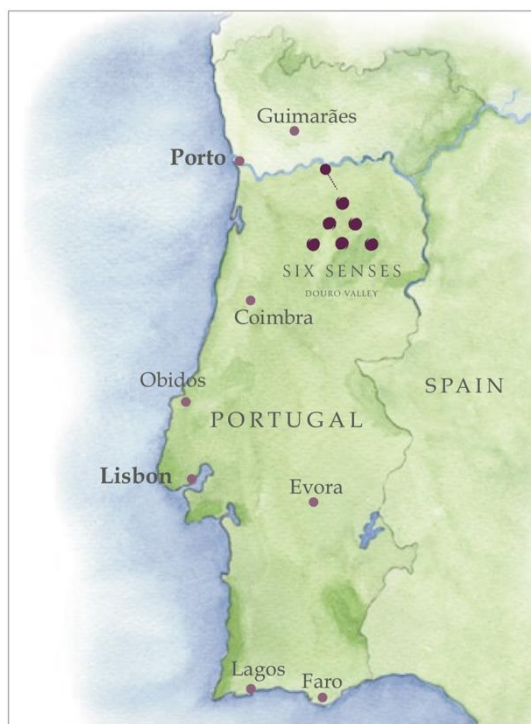 Guimarães
Porto
SIX SENSES
DOURO VALLEY
Coimbra
Obidos
SPAIN
PORTUGAL
Lisbon
Evora
Lagos
Faro